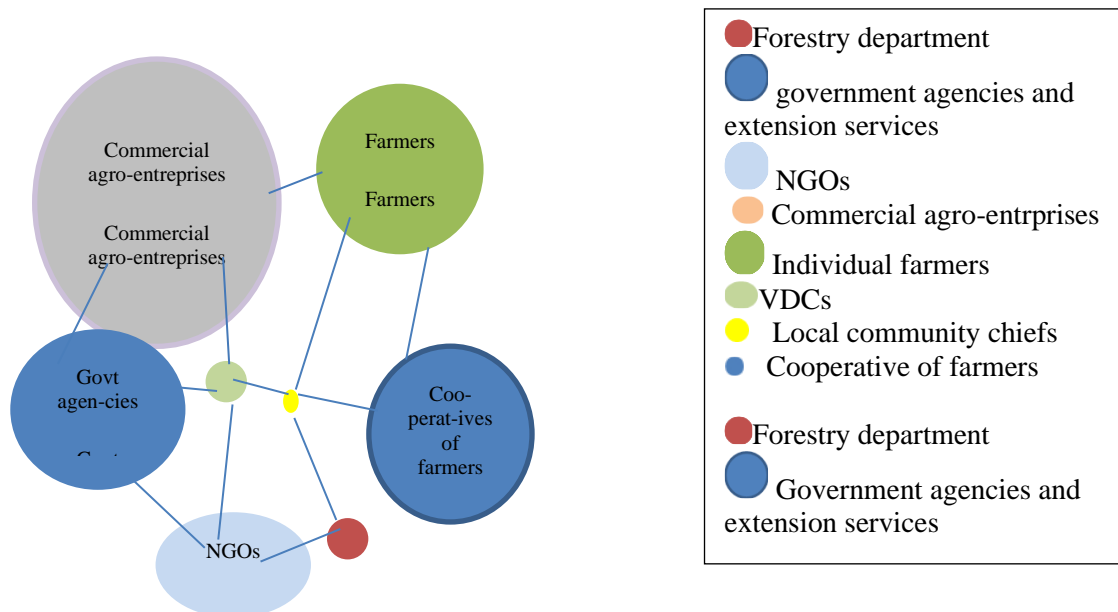 Commercial
agro-entreprises
Commercial
agro-entreprises
Farmers
Farmers
Govt
agen-cies
Coo-
perat-ives
of
farmers
NGOs
Forestry department
government agencies and
extension services
NGOs
Commercial agro-entrprises
Individual farmers
VDCs
Local community chiefs
Cooperative of farmers
Forestry department
Government agencies and
extension services